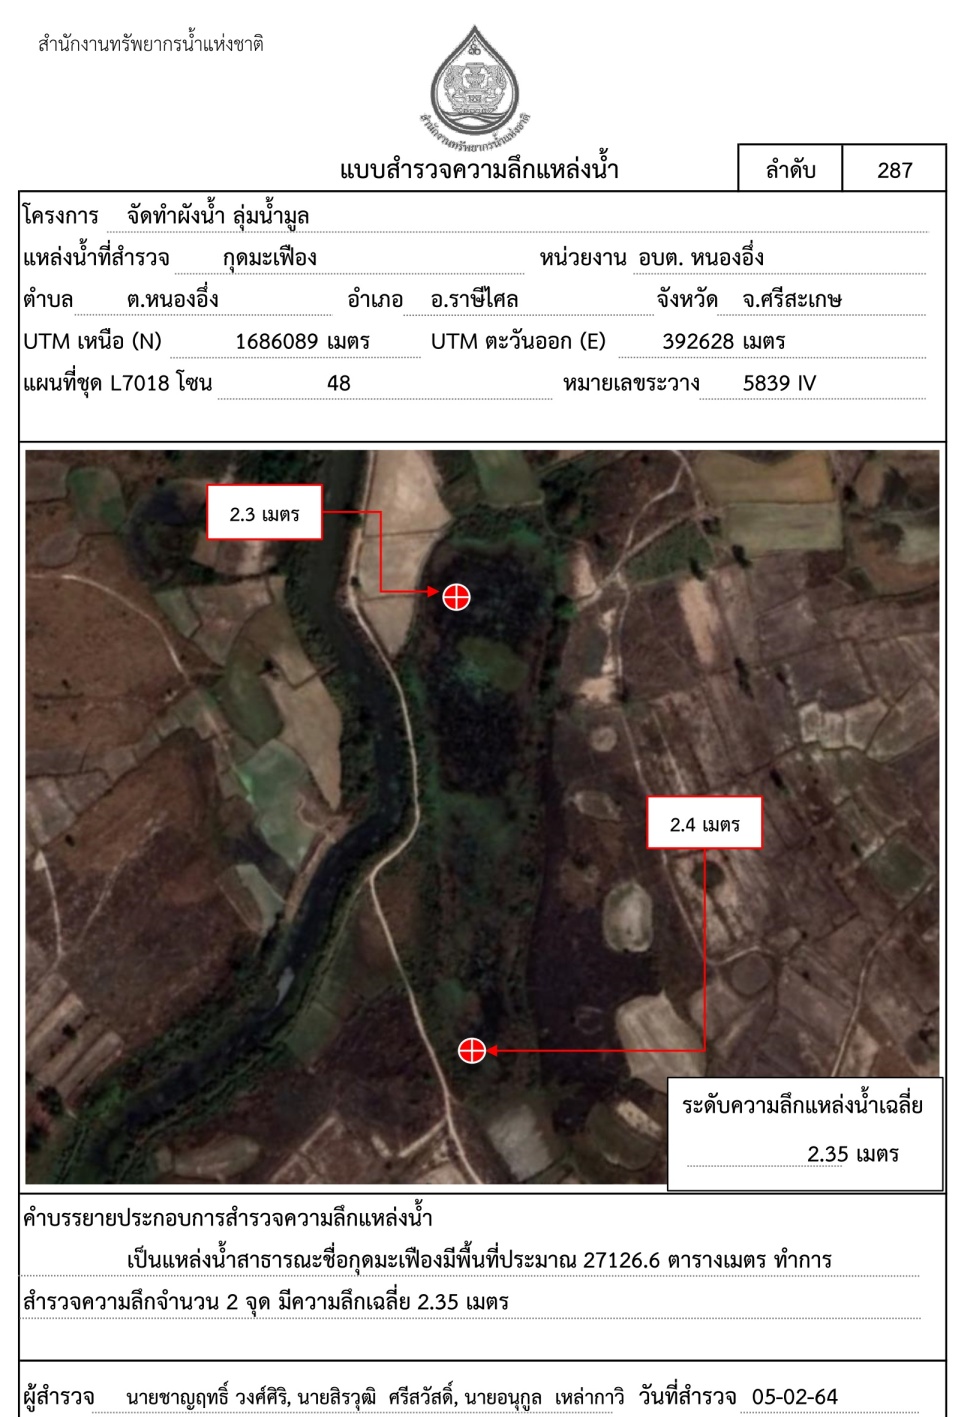 สำนักงานทรัพยากรน้ำแห่งชาติ
สำนักงานทรัพยากรน้ำแห่งชาติ
แบบสำรวจความลึกแหล่งน้ำ ลำดับ 287
โครงการ จัดทำผังน้ำ ลุ่มน้ำมูล
แหล่งน้ำที่สำรวจ กุดมะเฟือง หน่วยงาน อบต. หนองอึ่ง
ตำบล ต.หนองอึ่ง อำเภอ อ.ราษีไศล จังหวัด จ.ศรีสะเกษ
UTM เหนือ (N) 1686089 เมตร UTM ตะวันออก (E) 392628 เมตร
แผนที่ชุด L7018 โซน 48 หมายเลขระวาง 5839 IV
2.3 เมตร
2.4 เมตร
ระดับความลึกแหล่งน้ำเฉลี่ย
2.35 เมตร
คำบรรยายประกอบการสำรวจความลึกแหล่งน้ำ
เป็นแหล่งน้ำสาธารณะชื่อกุดมะเฟืองมีพื้นที่ประมาณ 27126.6 ตารางเมตร ทำการ
สำรวจความลึกจำนวน 2 จุด มีความลึกเฉลี่ย 2.35 เมตร
ผู้สำรวจ นายชาญฤทธิ์ วงศ์ศิริ, นายสิรวุฒิ ศรีสวัสดิ์, นายอนุกูล เหล่ากาวิ วันที่สำรวจ 05-02-64